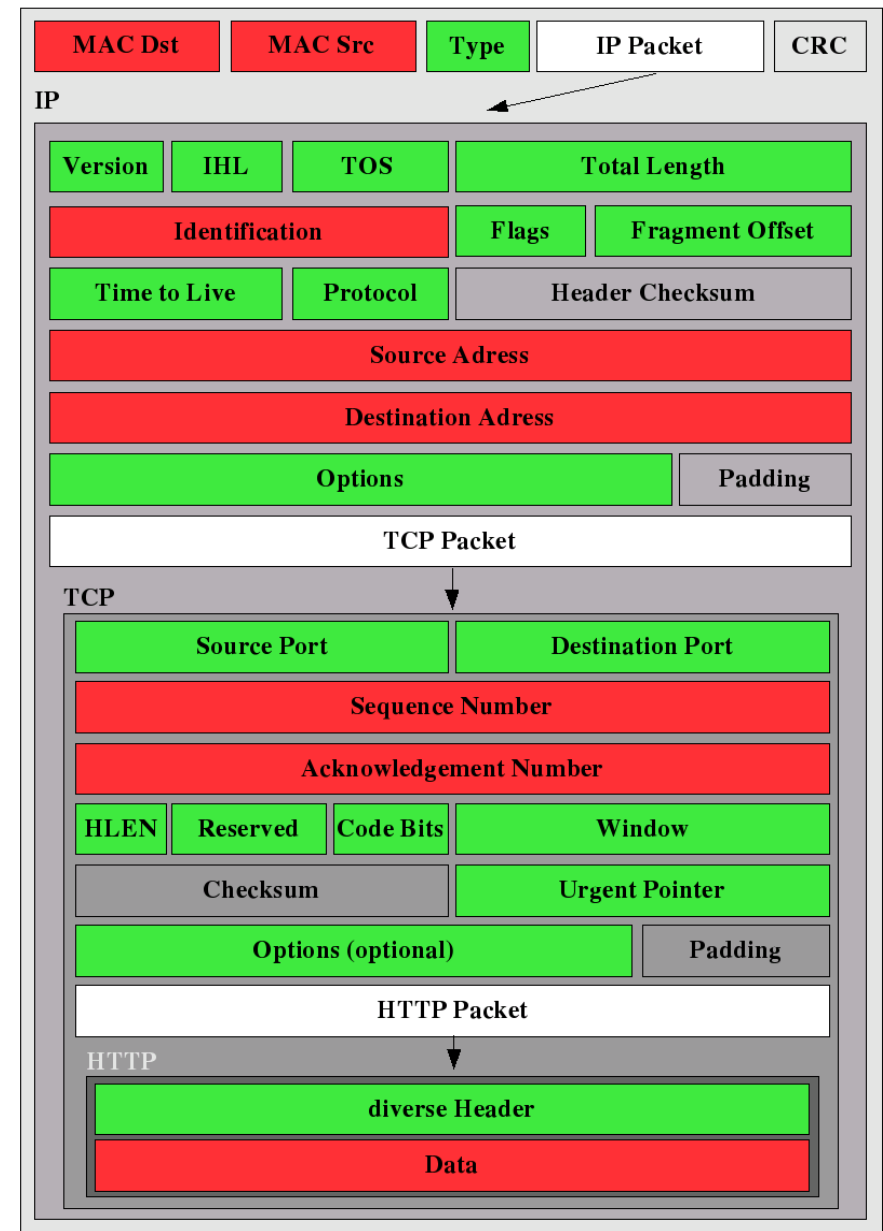 MAC Dst MAC Src Type IP Packet CRC
IP
Version IHL TOS Total Length
Identification Flags Fragment Offset
Time to Live Protocol Header Checksum
Source Adress
Destination Adress
Options Padding
TCP Packet
TCP
Source Port Destination Port
Sequence Number
Acknowledgement Number
HLEN Reserved Code Bits Window
Checksum Urgent Pointer
Options (optional) Padding
HTTP Packet
HTTP
diverse Header
Data